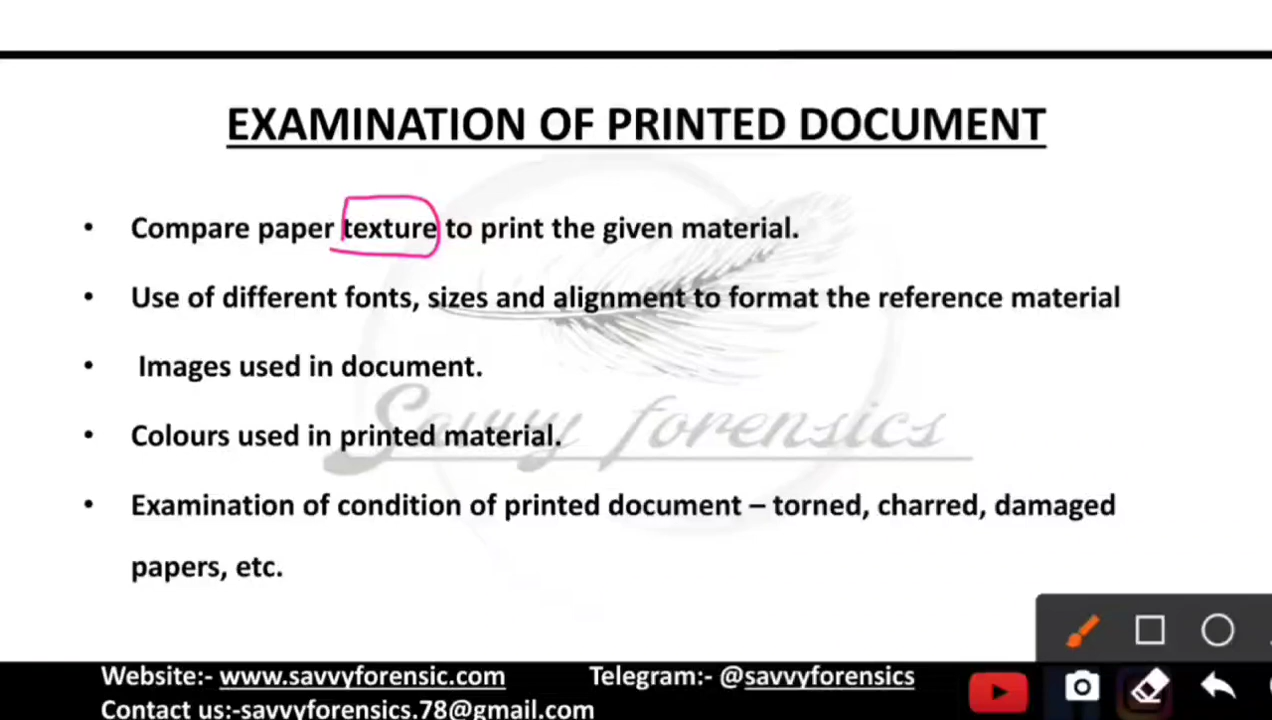 EXAMINATION OF PRINTED DOCUMENT
• Compare paper texture to print the given material.
• Use of different fonts, sizes and alignment to format the reference material
• Images used in document.
• Colours used in printed material.
Savvy forensics
• Examination of condition of printed document – torned, charred, damaged
papers, etc.
Website:- www.savvyforensic.com Telegram:- @savvyforensics
Contact us:-savvyforensics.78@gmail.com